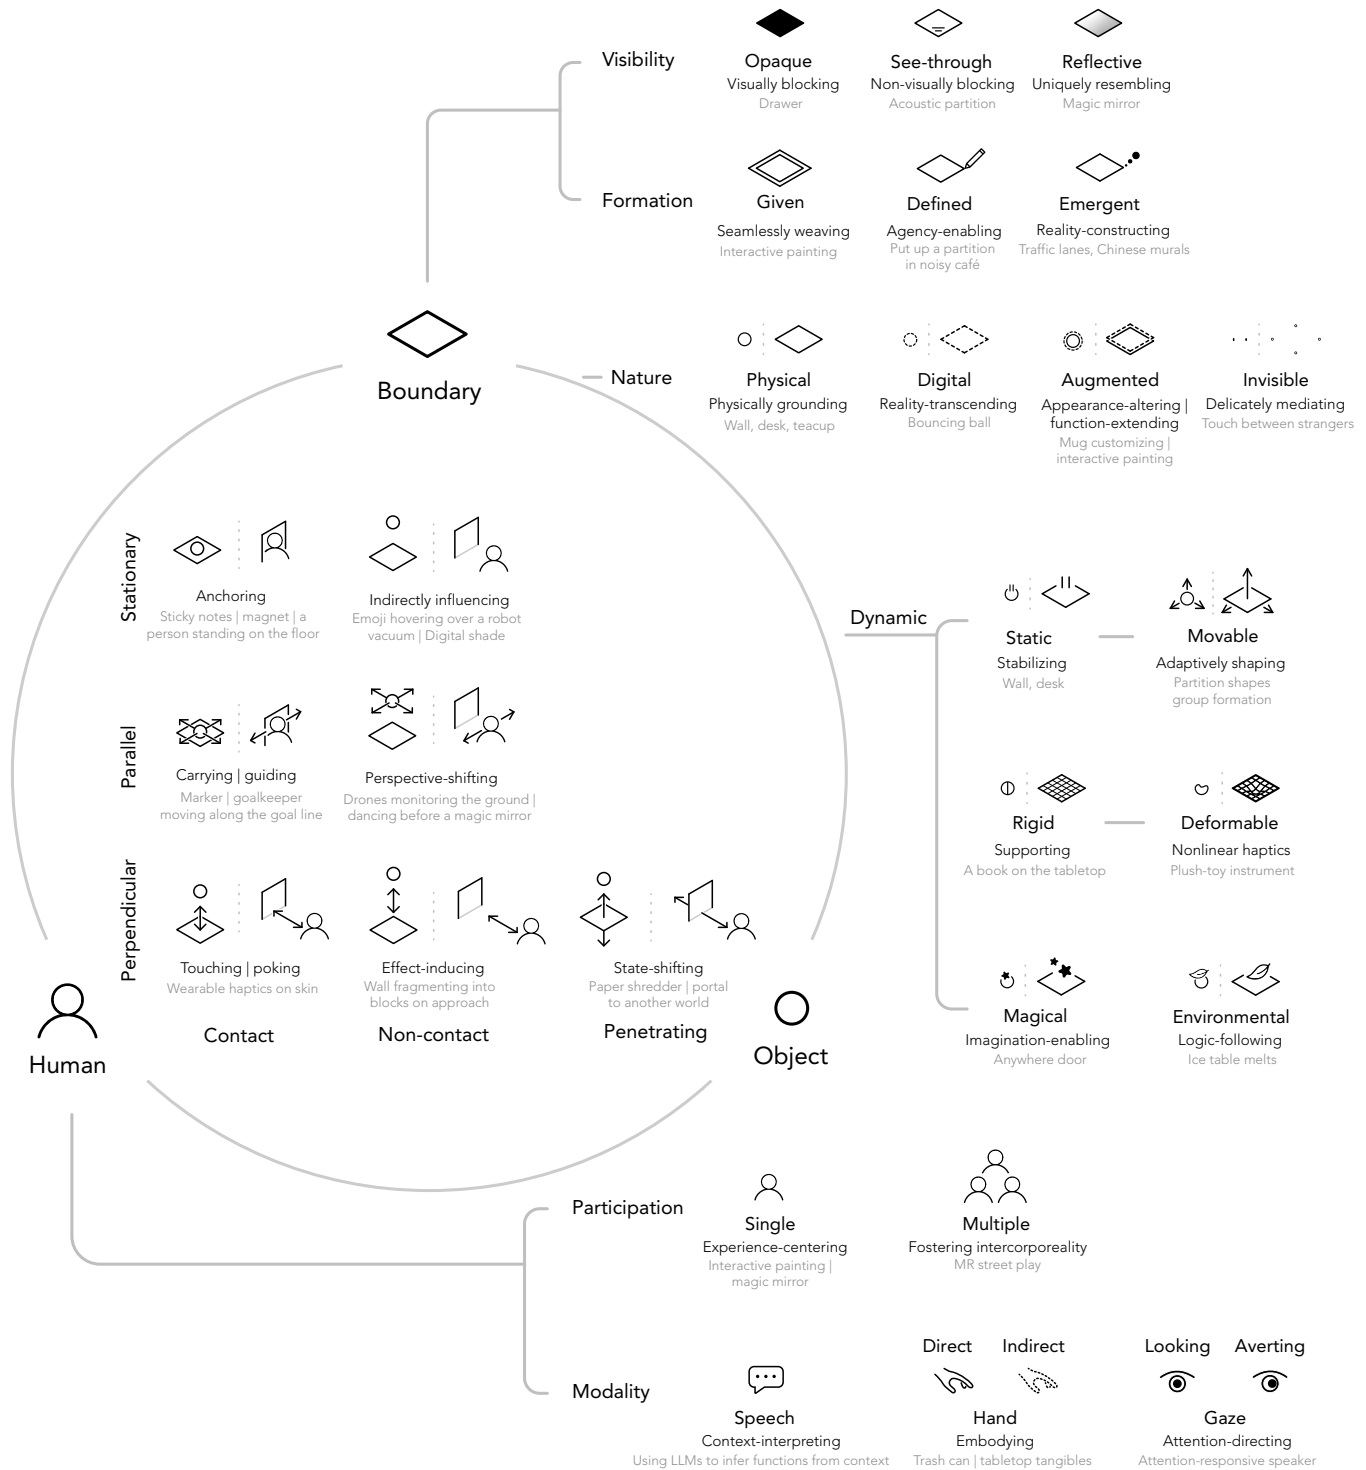 Visibility
Opaque
Visually blocking
Drawer
See-through
Non-visually blocking
Acoustic partition
Reflective
Uniquely resembling
Magic mirror
Formation
Given
Seamlessly weaving
Interactive painting
Defined
Agency-enabling
Put up a partition
in noisy café
Emergent
Reality-constructing
Traffic lanes, Chinese murals
Boundary
Nature
Physical
Physically grounding
Wall, desk, teacup
Digital
Reality-transcending
Bouncing ball
Augmented
Appearance-altering |
function-extending
Mug customizing |
interactive painting
Invisible
Delicately mediating
Touch between strangers
Stationary
Anchoring
Sticky notes | magnet | a
person standing on the floor
Indirectly influencing
Emoji hovering over a robot
vacuum | Digital shade
Parallel
Carrying | guiding
Marker | goalkeeper
moving along the goal line
Perspective-shifting
Drones monitoring the ground |
dancing before a magic mirror
Perpendicular
Touching | poking
Wearable haptics on skin
Effect-inducing
Wall fragmenting into
blocks on approach
State-shifting
Paper shredder | portal
to another world
Contact
Non-contact
Penetrating
Human
Object
Dynamic
Static
Stabilizing
Wall, desk
Movable
Adaptively shaping
Partition shapes
group formation
Rigid
Supporting
A book on the tabletop
Deformable
Nonlinear haptics
Plush-toy instrument
Magical
Imagination-enabling
Anywhere door
Environmental
Logic-following
Ice table melts
Participation
Single
Experience-centering
Interactive painting |
magic mirror
Multiple
Fostering intercorporeality
MR street play
Modality
Speech
Context-interpreting
Using LLMs to infer functions from context
Direct
Indirect
Hand
Embodying
Trash can | tabletop tangibles
Looking
Averting
Gaze
Attention-directing
Attention-responsive speaker